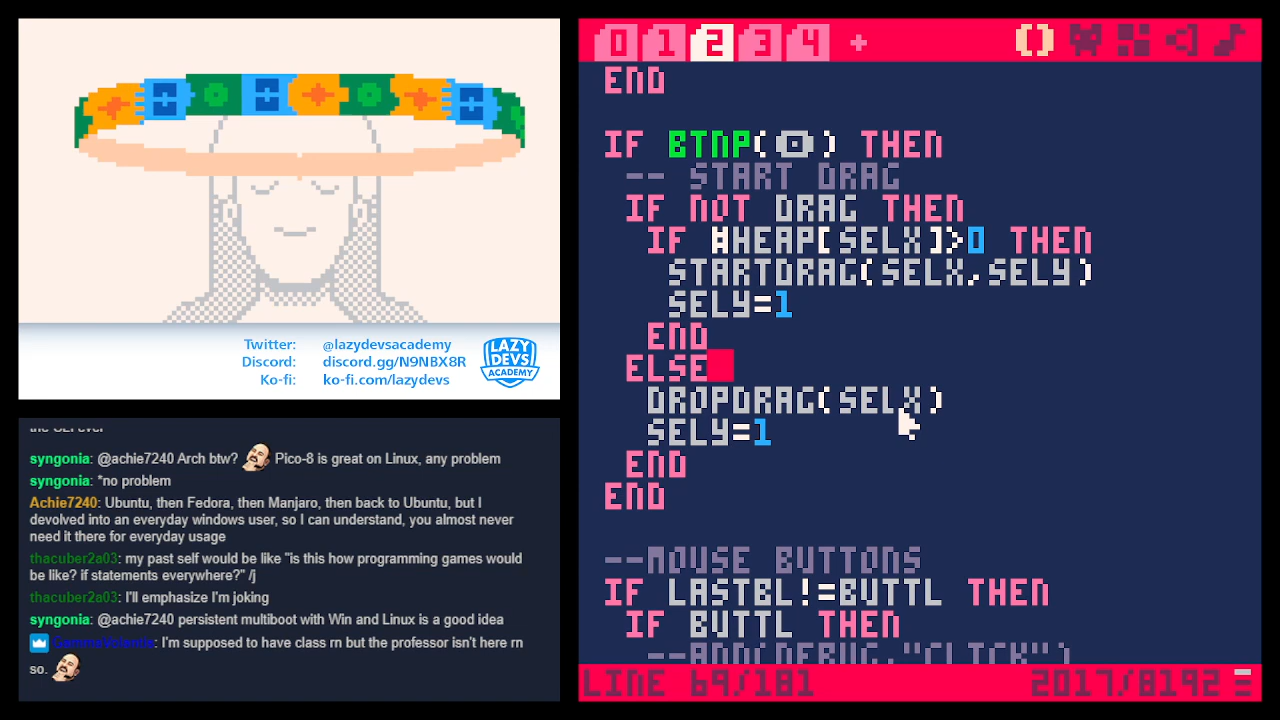 Twitter: @lazydevsacademy
Discord: discord.gg/N9NBX8R
Ko-fi: ko-fi.com/lazydevs
LAZY
DEVS
ACADEMY
syngonia: @achie7240 Arch btw? Pico-8 is great on Linux, any problem
syngonia: *no problem
Achie7240: Ubuntu, then Fedora, then Manjaro, then back to Ubuntu, but I
devolved into an everyday windows user, so I can understand, you almost never
need it there for everyday usage
thacuber2a03: my past self would be like "is this how programming games would
be like? if statements everywhere?" /j
thacuber2a03: I'll emphasize I'm joking
syngonia: @achie7240 persistent multiboot with Win and Linux is a good idea
I'm supposed to have class rn but the professor isn't here rn
so.
0 1 2 3 4 +
END
IF BTNP( ) THEN
-- START DRAG
IF NOT DRAG THEN
IF #HEAP[SELX]>0 THEN
STARTDRAG(SELX,SELY)
SELY=1
END
ELSE
DROPDRAG(SELX)
SELY=1
END
END
--MOUSE BUTTONS
IF LASTBL!=BUTTL THEN
IF BUTTL THEN
--ADD(DEBUG,"CLICK")
LINE 69/181 2017/8192